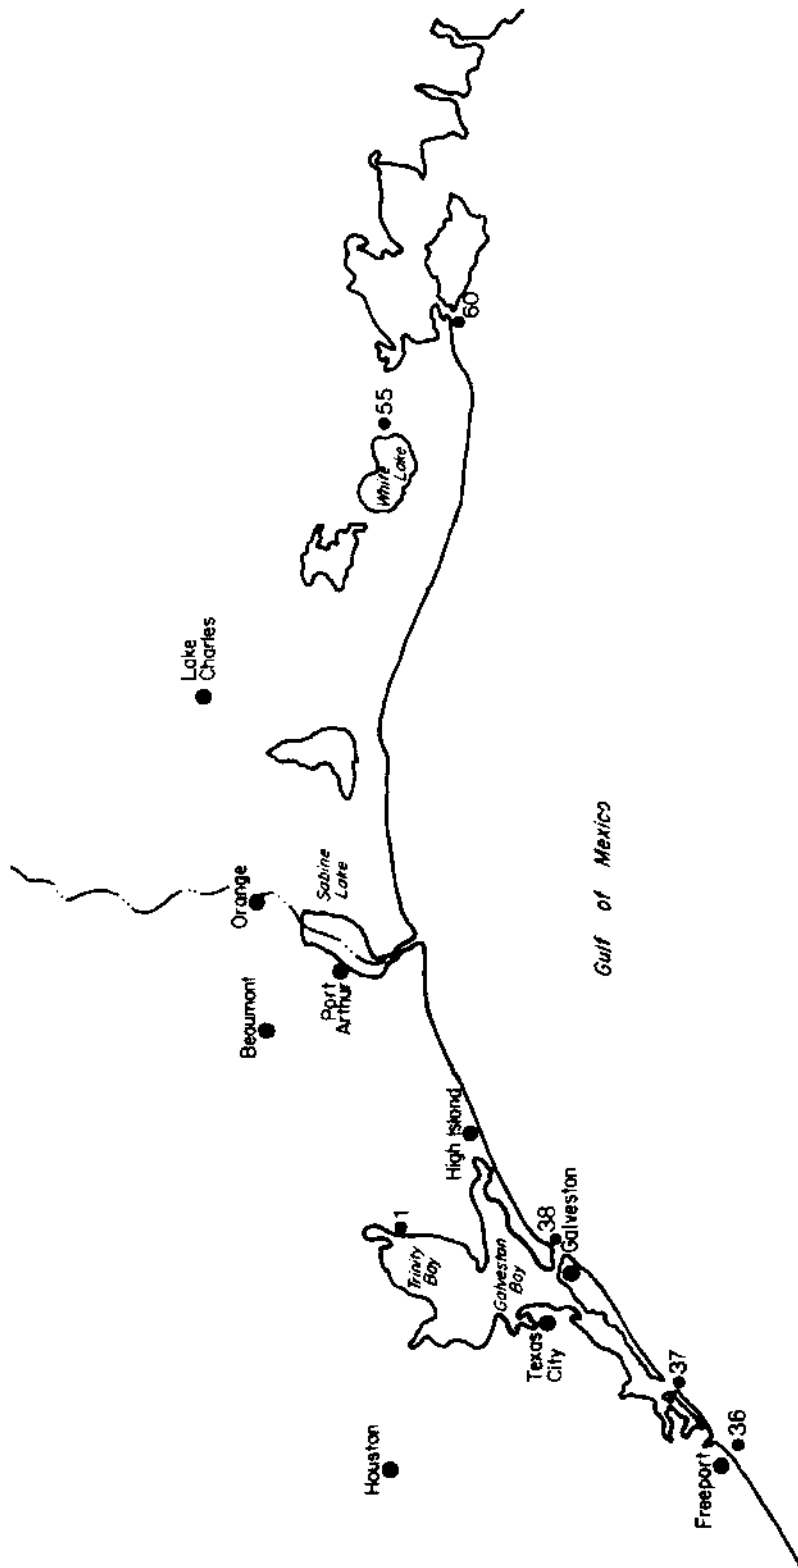 Lake
Charles
Orange
Beaumont
Port
Arthur
Sabine
Lake
White
Lake
55
60
High Island
1
Trinity
Bay
Galveston
Bay
38
Galveston
Texas
City
Houston
37
36
Freeport
Gulf of Mexico